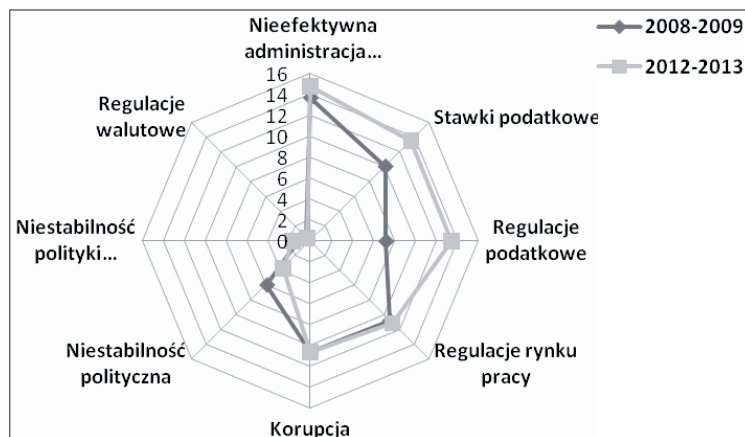 Nieefektywna
administracja...
2008-2009
2012-2013
Regulacje
walutowe
Stawki podatkowe
16
14
12
10
8
6
4
2
0
Niestabilność
polityki...
Regulacje
podatkowe
Niestabilność
polityczna
Regulacje rynku
pracy
Korupcja